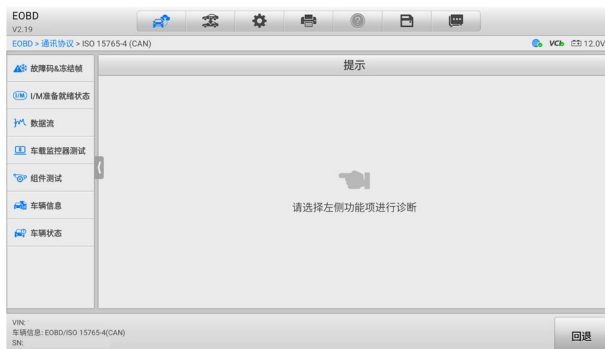 EOBD
V2.19
EOBD > 通讯协议 > ISO 15765-4 (CAN)
VCI
12.0V
故障码&冻结帧
提示
I/M
I/M准备就绪状态
数据流
车载监控器测试
组件测试
车辆信息
车辆状态
请选择左侧功能项进行诊断
VIN:
车辆信息: EOBD/ISO 15765-4(CAN)
SN:
回退